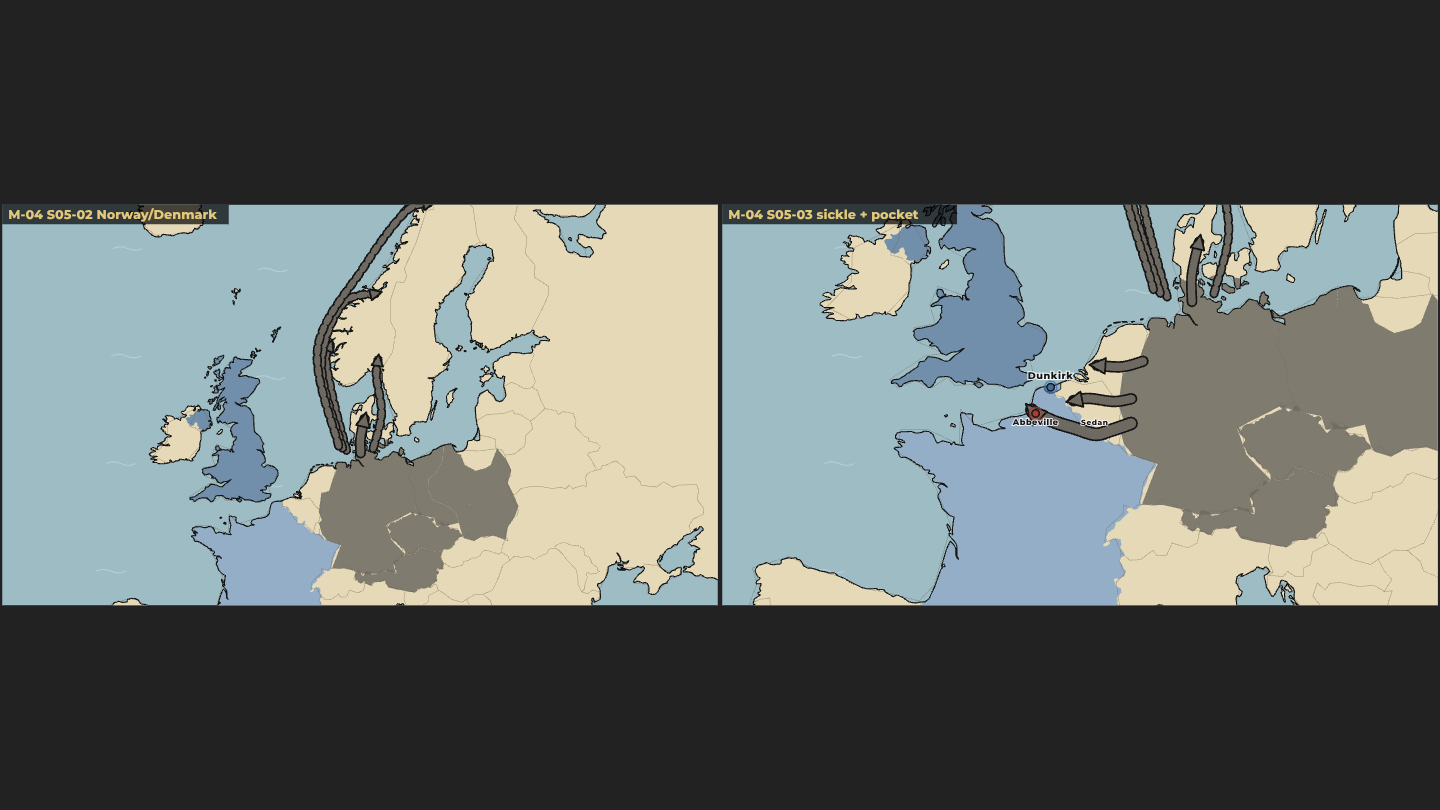 M-04 S05-02 Norway/Denmark
M-04 S05-03 sickle + pocket
Dunkirk
Abbeville
Sedan